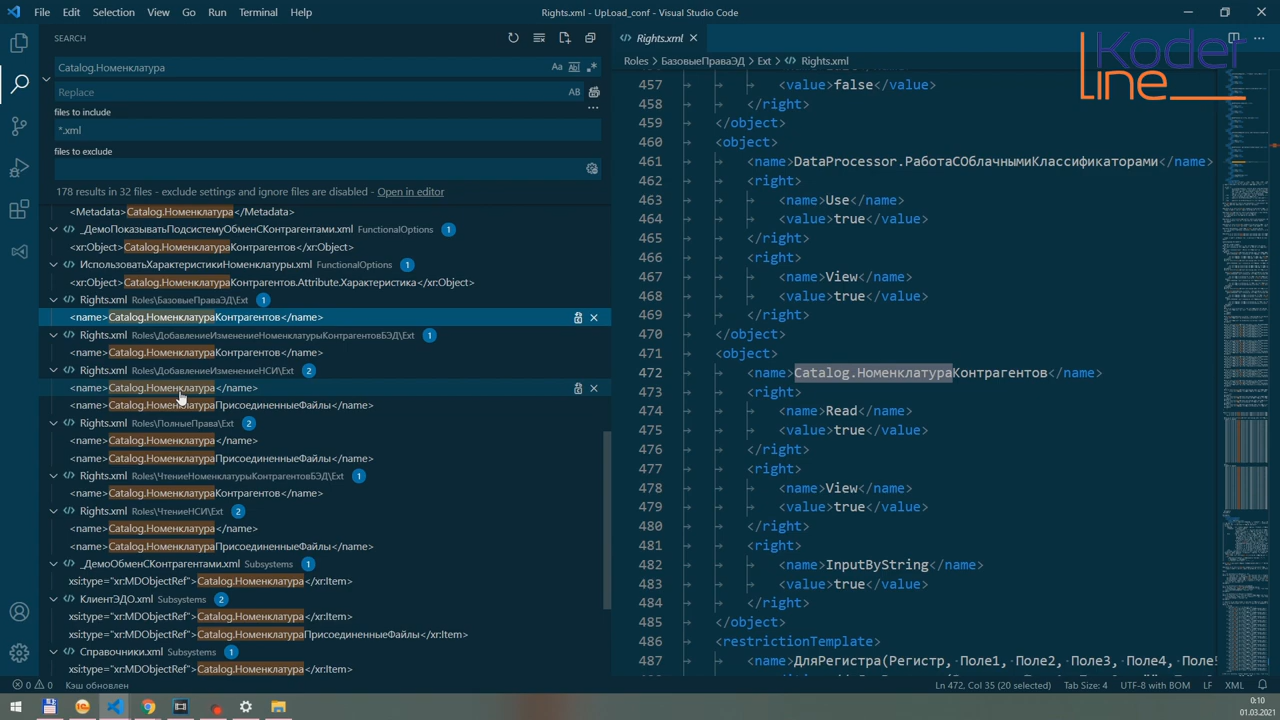 File Edit Selection View Go Run Terminal Help
Rights.xml - UpLoad_conf - Visual Studio Code
SEARCH
Catalog.Номенклатура
Aa ab .*
Replace
AB
files to include
*.xml
files to exclude
178 results in 32 files - exclude settings and ignore files are disabled - Open in editor
<Metadata>Catalog.Номенклатура</Metadata>
_ДемоПоказыватьПодсистемуОбменСКонтрагентами.xml FunctionalOptions 1
<xr:Object>Catalog.НоменклатураКонтрагентов</xr:Object>
ИспользоватьХарактеристикиНоменклатуры.xml FunctionalOptions 1
<xr:Object>Catalog.НоменклатураКонтрагентов.Attribute.Характеристика</xr:Object>
Rights.xml Roles\БазовыеПраваЭД\Ext 1
<name>Catalog.НоменклатураКонтрагентов</name>
Rights.xml Roles\ДобавлениеИзменениеНоменклатурыКонтрагентовБЭД\Ext 1
<name>Catalog.НоменклатураКонтрагентов</name>
Rights.xml Roles\ДобавлениеИзменениеНСИ\Ext 2
<name>Catalog.Номенклатура</name>
<name>Catalog.НоменклатураПрисоединенныеФайлы</name>
Rights.xml Roles\ПолныеПрава\Ext 2
<name>Catalog.Номенклатура</name>
<name>Catalog.НоменклатураПрисоединенныеФайлы</name>
Rights.xml Roles\ЧтениеНоменклатурыКонтрагентовБЭД\Ext 1
<name>Catalog.НоменклатураКонтрагентов</name>
Rights.xml Roles\ЧтениеНСИ\Ext 2
<name>Catalog.Номенклатура</name>
<name>Catalog.НоменклатураПрисоединенныеФайлы</name>
_ДемоОбменСКонтрагентами.xml Subsystems 1
xsi:type="xr:MDObjectRef">Catalog.Номенклатура</xr:Item>
КлиентЭДО.xml Subsystems 2
xsi:type="xr:MDObjectRef">Catalog.Номенклатура</xr:Item>
xsi:type="xr:MDObjectRef">Catalog.НоменклатураПрисоединенныеФайлы</xr:Item>
Справочники.xml Subsystems 1
xsi:type="xr:MDObjectRef">Catalog.Номенклатура</xr:Item>
Rights.xml
Koder
line
Roles > БазовыеПраваЭД > Ext > Rights.xml
457 <value>false</value>
458 </right>
459 </object>
460 <object>
461 <name>DataProcessor.РаботаСОблачнымиКлассификаторами</name>
462 <right>
463 <name>Use</name>
464 <value>true</value>
465 </right>
466 <right>
467 <name>View</name>
468 <value>true</value>
469 </right>
470 </object>
471 <object>
472 <name>Catalog.НоменклатураКонтрагентов</name>
473 <right>
474 <name>Read</name>
475 <value>true</value>
476 </right>
477 <right>
478 <name>View</name>
479 <value>true</value>
480 </right>
481 <right>
482 <name>InputByString</name>
483 <value>true</value>
484 </right>
485 </object>
486 <restrictionTemplate>
487 <name>ДляРегистра(Регистр, Поле1, Поле2, Поле3, Поле4, Поле5
0 0 Кэш обновлен
Ln 472, Col 35 (20 selected) Tab Size: 4 UTF-8 with BOM LF XML
0:10
01.03.2021